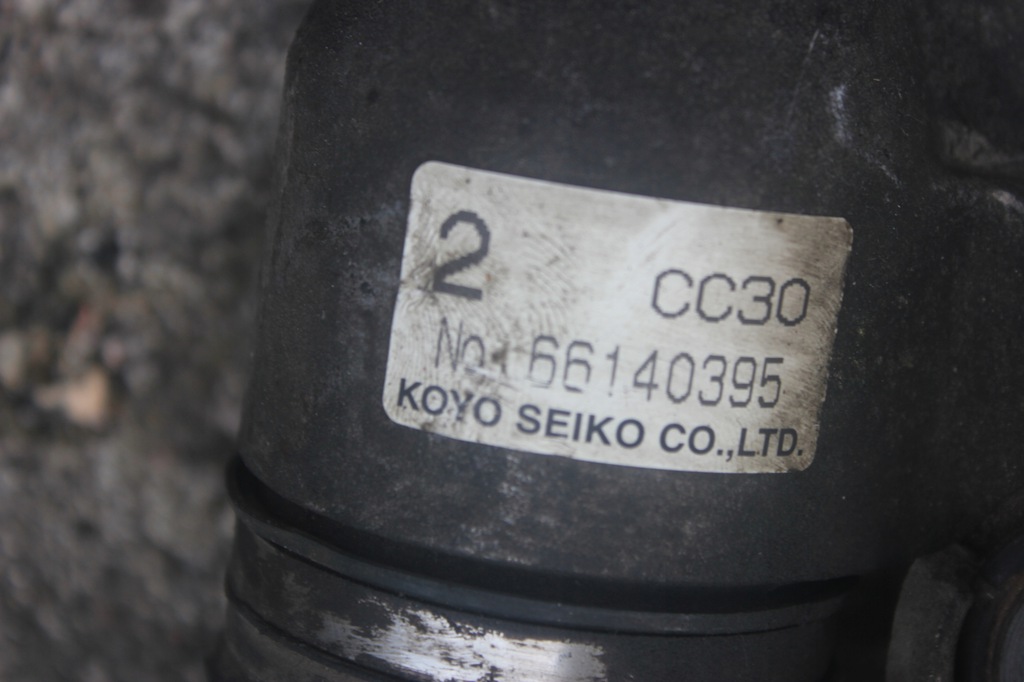 2
CC30
No. 66140395
KOYO SEIKO CO.,LTD.